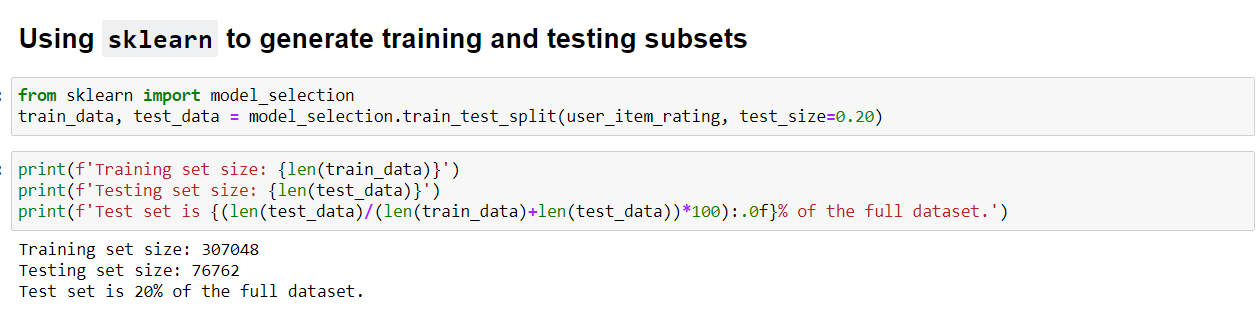 Using sklearn to generate training and testing subsets
from sklearn import model_selection
train_data, test_data = model_selection.train_test_split(user_item_rating, test_size=0.20)
print(f'Training set size: {len(train_data)}')
print(f'Testing set size: {len(test_data)}')
print(f'Test set is {(len(test_data)/(len(train_data)+len(test_data))*100):.0f}% of the full dataset.')
Training set size: 307048
Testing set size: 76762
Test set is 20% of the full dataset.